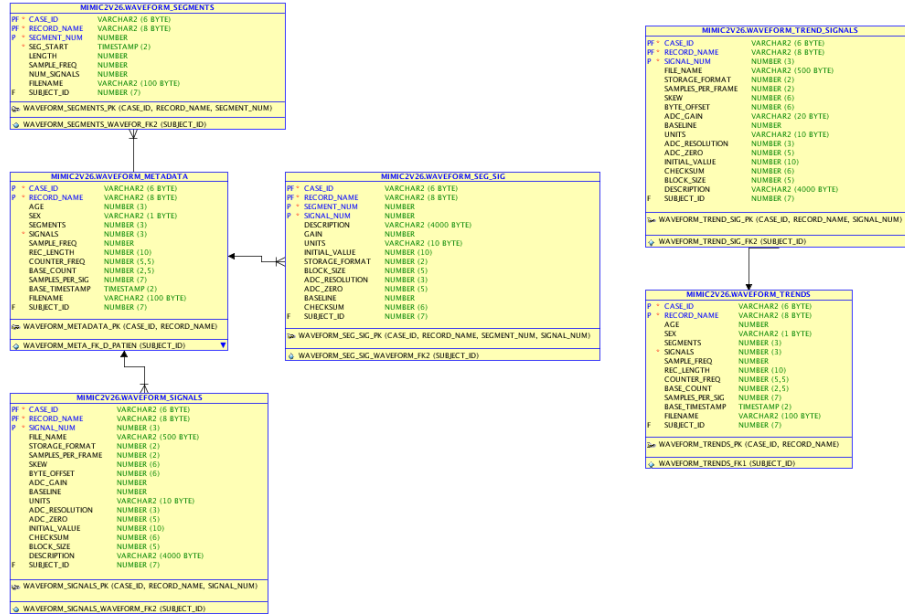 MIMIC2V26.WAVEFORM_SEGMENTS
PF * CASE_ID VARCHAR2 (6 BYTE)
PF * RECORD_NAME VARCHAR2 (8 BYTE)
P * SEGMENT_NUM NUMBER
* SEG_START TIMESTAMP (2)
LENGTH NUMBER
SAMPLE_FREQ NUMBER
NUM_SIGNALS NUMBER
FILENAME VARCHAR2 (100 BYTE)
F SUBJECT_ID NUMBER (7)
WAVEFORM_SEGMENTS_PK (CASE_ID, RECORD_NAME, SEGMENT_NUM)
WAVEFORM_SEGMENTS_WAVEFOR_FK2 (SUBJECT_ID)
MIMIC2V26.WAVEFORM_METADATA
P * CASE_ID VARCHAR2 (6 BYTE)
P * RECORD_NAME VARCHAR2 (8 BYTE)
AGE NUMBER (3)
SEX VARCHAR2 (1 BYTE)
SEGMENTS NUMBER (3)
* SIGNALS NUMBER (3)
SAMPLE_FREQ NUMBER
REC_LENGTH NUMBER (10)
COUNTER_FREQ NUMBER (5,5)
BASE_COUNT NUMBER (2,5)
SAMPLES_PER_SIG NUMBER (7)
BASE_TIMESTAMP TIMESTAMP (2)
FILENAME VARCHAR2 (100 BYTE)
F SUBJECT_ID NUMBER (7)
WAVEFORM_METADATA_PK (CASE_ID, RECORD_NAME)
WAVEFORM_META_FK_D_PATIEN (SUBJECT_ID)
MIMIC2V26.WAVEFORM_SEG_SIG
PF * CASE_ID VARCHAR2 (6 BYTE)
PF * RECORD_NAME VARCHAR2 (8 BYTE)
P * SEGMENT_NUM NUMBER
P * SIGNAL_NUM NUMBER
DESCRIPTION VARCHAR2 (4000 BYTE)
GAIN NUMBER
UNITS VARCHAR2 (10 BYTE)
INITIAL_VALUE NUMBER (10)
STORAGE_FORMAT NUMBER (2)
BLOCK_SIZE NUMBER (5)
ADC_RESOLUTION NUMBER (3)
ADC_ZERO NUMBER (5)
BASELINE NUMBER
CHECKSUM NUMBER (6)
F SUBJECT_ID NUMBER (7)
WAVEFORM_SEG_SIG_PK (CASE_ID, RECORD_NAME, SEGMENT_NUM, SIGNAL_NUM)
WAVEFORM_SEG_SIG_WAVEFORM_FK2 (SUBJECT_ID)
MIMIC2V26.WAVEFORM_SIGNALS
PF * CASE_ID VARCHAR2 (6 BYTE)
PF * RECORD_NAME VARCHAR2 (8 BYTE)
P * SIGNAL_NUM NUMBER (3)
FILE_NAME VARCHAR2 (500 BYTE)
STORAGE_FORMAT NUMBER (2)
SAMPLES_PER_FRAME NUMBER (2)
SKEW NUMBER (6)
BYTE_OFFSET NUMBER (6)
ADC_GAIN NUMBER
BASELINE NUMBER
UNITS VARCHAR2 (10 BYTE)
ADC_RESOLUTION NUMBER (3)
ADC_ZERO NUMBER (5)
INITIAL_VALUE NUMBER (10)
CHECKSUM NUMBER (6)
BLOCK_SIZE NUMBER (5)
DESCRIPTION VARCHAR2 (4000 BYTE)
F SUBJECT_ID NUMBER (7)
WAVEFORM_SIGNALS_PK (CASE_ID, RECORD_NAME, SIGNAL_NUM)
WAVEFORM_SIGNALS_WAVEFORM_FK2 (SUBJECT_ID)
MIMIC2V26.WAVEFORM_TREND_SIGNALS
PF * CASE_ID VARCHAR2 (6 BYTE)
PF * RECORD_NAME VARCHAR2 (8 BYTE)
P * SIGNAL_NUM NUMBER (3)
FILE_NAME VARCHAR2 (500 BYTE)
STORAGE_FORMAT NUMBER (2)
SAMPLES_PER_FRAME NUMBER (2)
SKEW NUMBER (6)
BYTE_OFFSET NUMBER (6)
ADC_GAIN VARCHAR2 (20 BYTE)
BASELINE NUMBER
UNITS VARCHAR2 (10 BYTE)
ADC_RESOLUTION NUMBER (3)
ADC_ZERO NUMBER (5)
INITIAL_VALUE NUMBER (10)
CHECKSUM NUMBER (6)
BLOCK_SIZE NUMBER (5)
DESCRIPTION VARCHAR2 (4000 BYTE)
F SUBJECT_ID NUMBER (7)
WAVEFORM_TREND_SIG_PK (CASE_ID, RECORD_NAME, SIGNAL_NUM)
WAVEFORM_TREND_SIG_FK2 (SUBJECT_ID)
MIMIC2V26.WAVEFORM_TRENDS
P * CASE_ID VARCHAR2 (6 BYTE)
P * RECORD_NAME VARCHAR2 (8 BYTE)
AGE NUMBER
SEX VARCHAR2 (1 BYTE)
SEGMENTS NUMBER (3)
* SIGNALS NUMBER (3)
SAMPLE_FREQ NUMBER
REC_LENGTH NUMBER (10)
COUNTER_FREQ NUMBER (5,5)
BASE_COUNT NUMBER (2,5)
SAMPLES_PER_SIG NUMBER (7)
BASE_TIMESTAMP TIMESTAMP (2)
FILENAME VARCHAR2 (100 BYTE)
F SUBJECT_ID NUMBER (7)
WAVEFORM_TRENDS_PK (CASE_ID, RECORD_NAME)
WAVEFORM_TRENDS_FK1 (SUBJECT_ID)